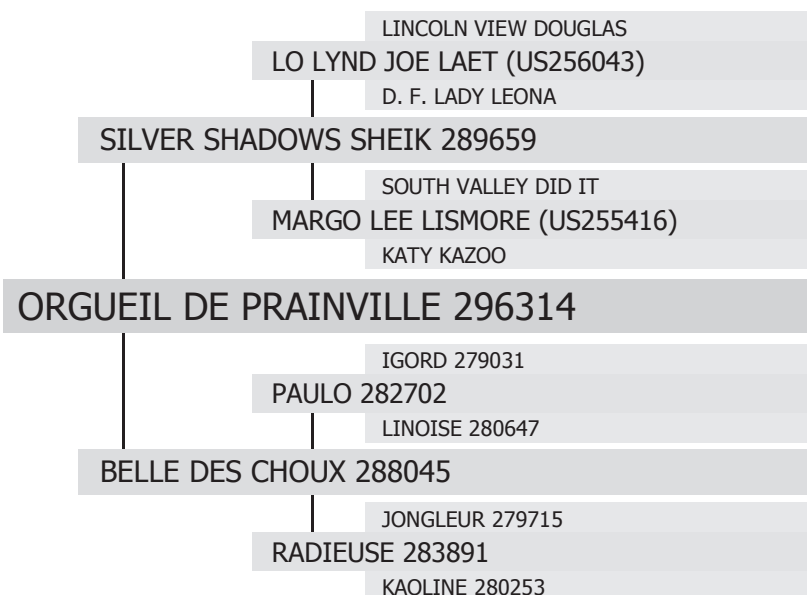 LINCOLN VIEW DOUGLAS
LO LYND JOE LAET (US256043)
D. F. LADY LEONA
SILVER SHADOWS SHEIK 289659
SOUTH VALLEY DID IT
MARGO LEE LISMORE (US255416)
KATY KAZOO
ORGUEIL DE PRAINVILLE 296314
IGORD 279031
PAULO 282702
LINOISE 280647
BELLE DES CHOUX 288045
JONGLEUR 279715
RADIEUSE 283891
KAOLINE 280253